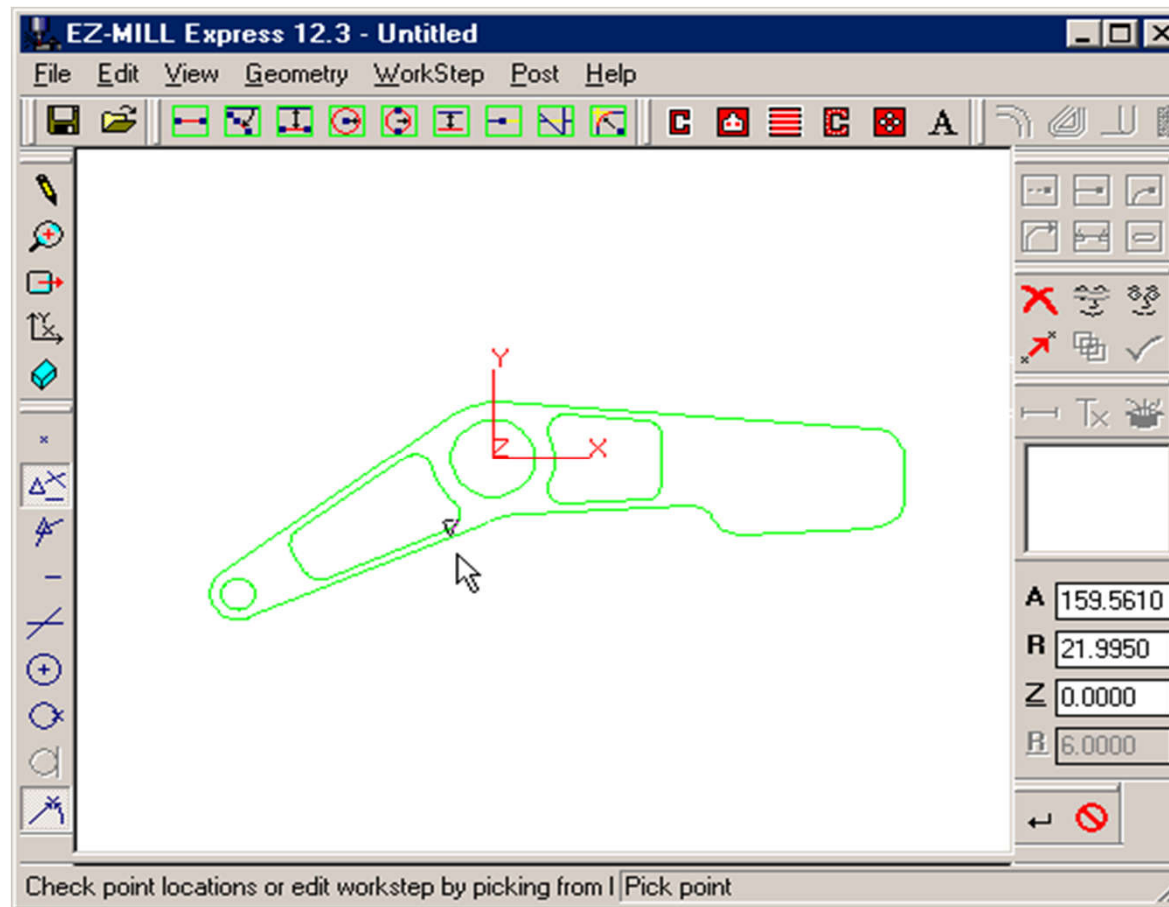 EZ-MILL Express 12.3 - Untitled
File Edit View Geometry WorkStep Post Help
C C A
Y
Z X
Tx
A 159.5610
R 21.9950
Z 0.0000
R 6.0000
Check point locations or edit workstep by picking from l Pick point